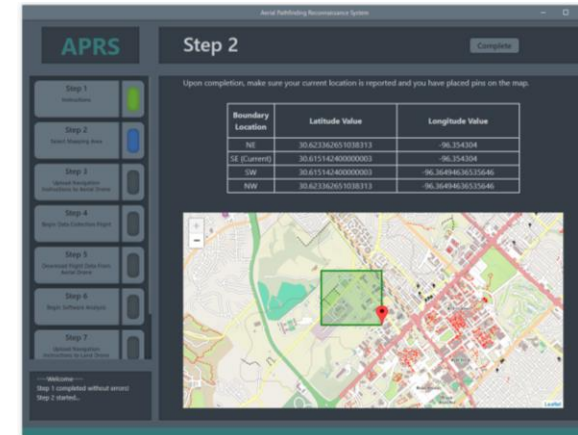 Aerial Pathfinding Reconnaissance System
APRS
Step 2
Complete
Step 1
Instructions
Step 2
Select Mapping Area
Step 3
Upload Navigation
Instructions to Aerial Drone
Step 4
Begin Data Collection Flight
Step 5
Download Flight Data From
Aerial Drone
Step 6
Begin Software Analysis
Step 7
Upload Navigation
Instructions to Land Drone
----Welcome----
Step 1 completed without errors!
Step 2 started...
Upon completion, make sure your current location is reported and you have placed pins on the map.
Boundary Location Latitude Value Longitude Value
NE 30.623362651038313 -96.354304
SE (Current) 30.615142400000003 -96.354304
SW 30.615142400000003 -96.36494636535646
NW 30.623362651038313 -96.36494636535646
+
−
Leaflet